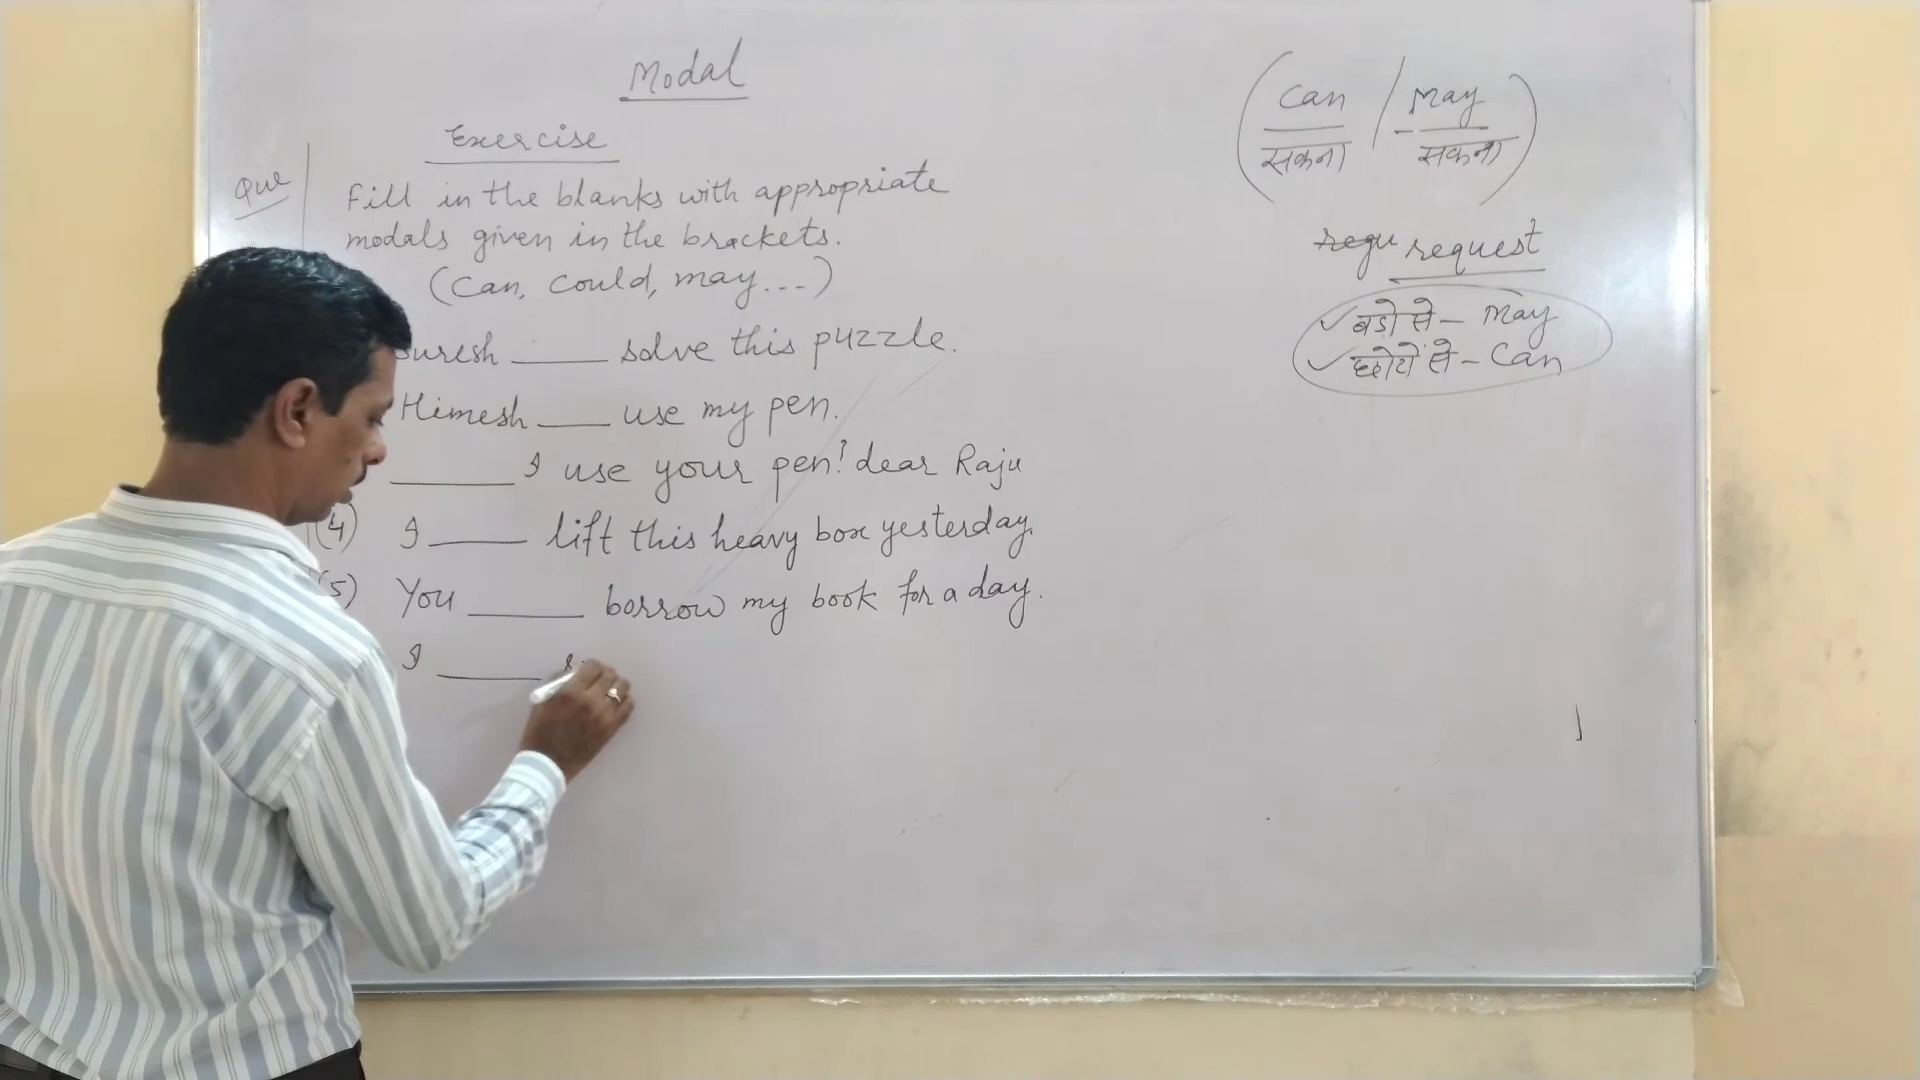 Modal
Exercise
Que
Fill in the blanks with appropriate
modals given in the brackets.
(Can, Could, may...)
Suresh ____ solve this puzzle.
Himesh ____ use my pen.
____ I use your pen? dear Raju
(4) I ____ lift this heavy box yesterday.
(5) You ____ borrow my book for a day.
I ____
(Can / May)
सकना सकना
requ request
✓ बड़ो से - May
✓ छोटों से - Can